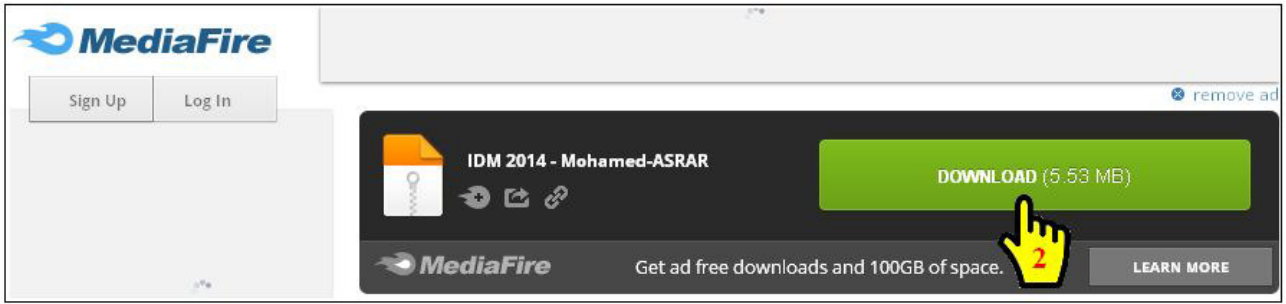 MediaFire
Sign Up Log In
remove ad
IDM 2014 - Mohamed-ASRAR
DOWNLOAD (5.53 MB)
2
MediaFire
Get ad free downloads and 100GB of space.
LEARN MORE